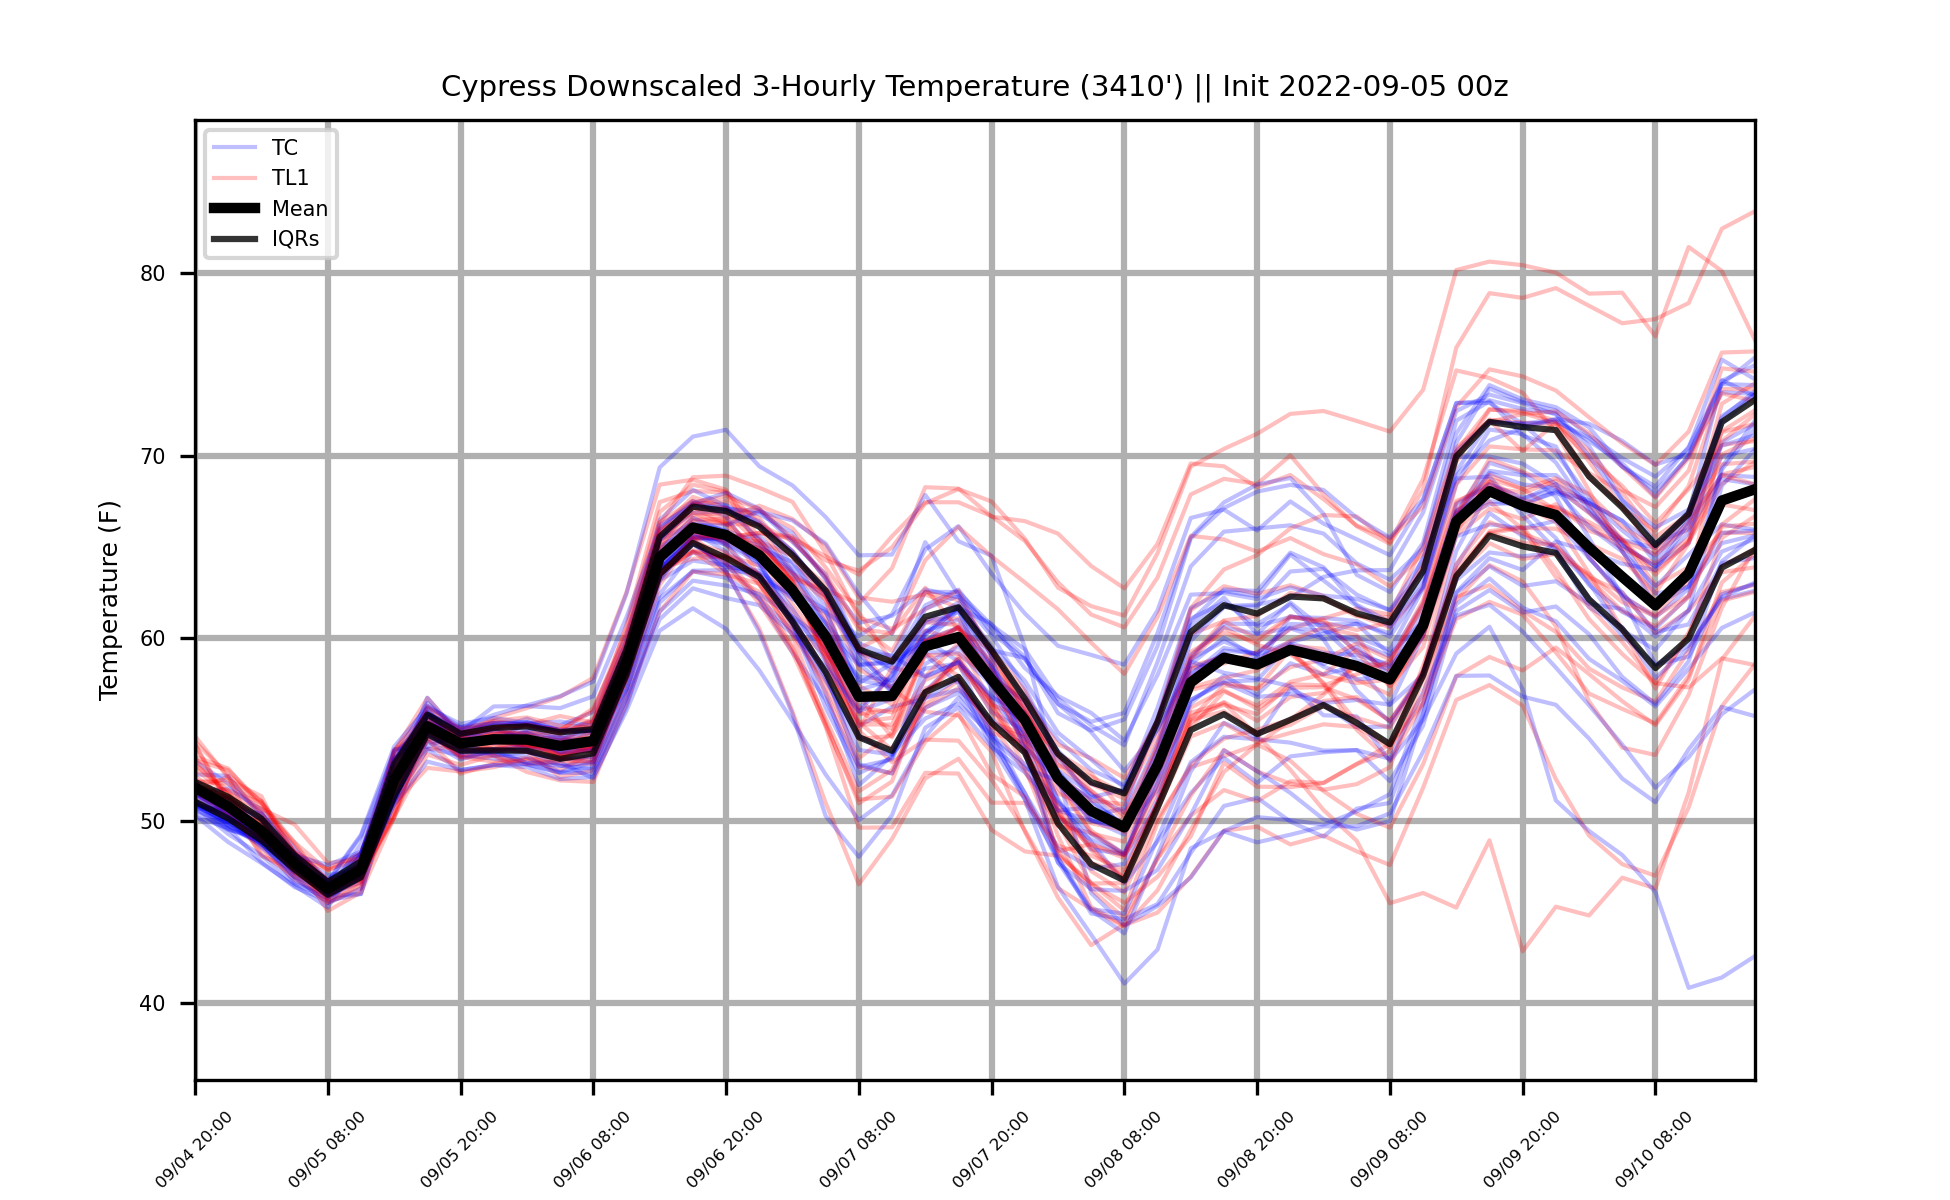 Cypress Downscaled 3-Hourly Temperature (3410') || Init 2022-09-05 00z
TC
TL1
Mean
IQRs
Temperature (F)
80
70
60
50
40
09/04 20:00
09/05 08:00
09/05 20:00
09/06 08:00
09/06 20:00
09/07 08:00
09/07 20:00
09/08 08:00
09/08 20:00
09/09 08:00
09/09 20:00
09/10 08:00